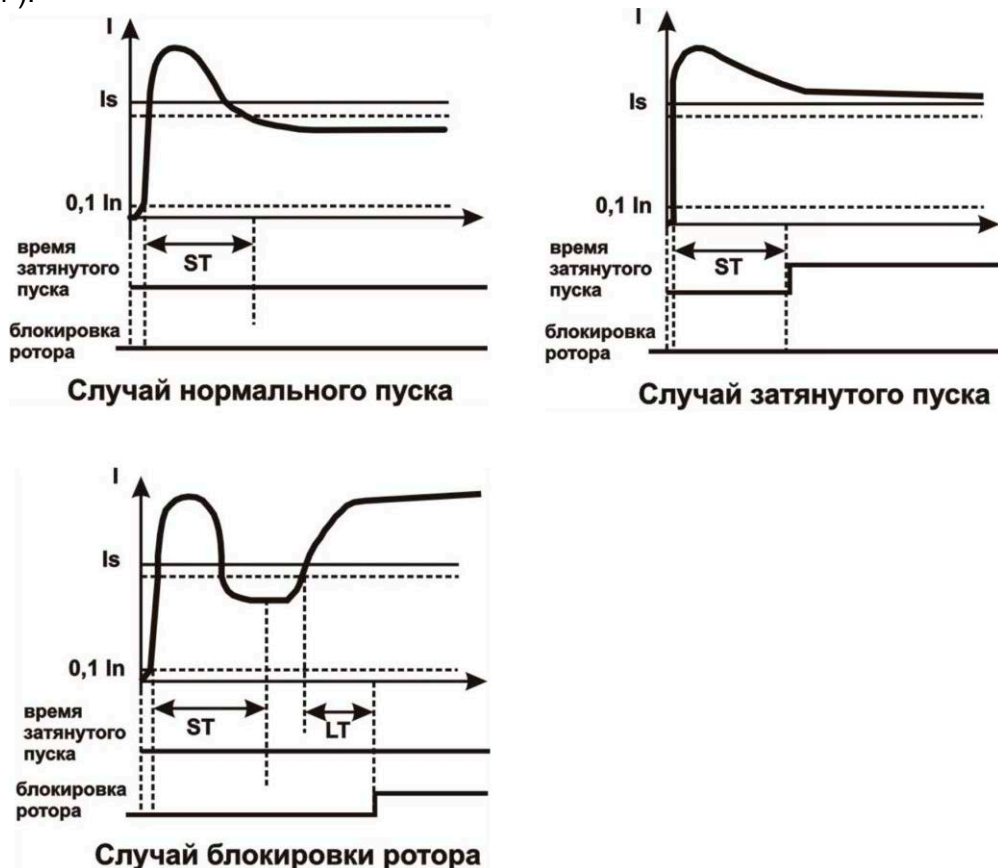 I
Is
0,1 In
ST
время
затянутого
пуска
блокировка
ротора
Случай нормального пуска
I
Is
0,1 In
ST
время
затянутого
пуска
блокировка
ротора
Случай затянутого пуска
I
Is
0,1 In
ST
LT
время
затянутого
пуска
блокировка
ротора
Случай блокировки ротора